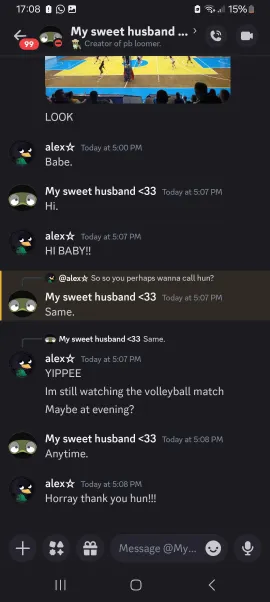 17:08
15%
My sweet husband ...
99
Creator of pb loomer.
LOOK
alex☆ Today at 5:00 PM
Babe.
My sweet husband <33 Today at 5:07 PM
Hi.
alex☆ Today at 5:07 PM
HI BABY!!
@alex☆ So so you perhaps wanna call hun?
My sweet husband <33 Today at 5:07 PM
Same.
My sweet husband <33 Same.
alex☆ Today at 5:07 PM
YIPPEE
Im still watching the volleyball match
Maybe at evening?
My sweet husband <33 Today at 5:08 PM
Anytime.
alex☆ Today at 5:08 PM
Horray thank you hun!!!
Message @My...